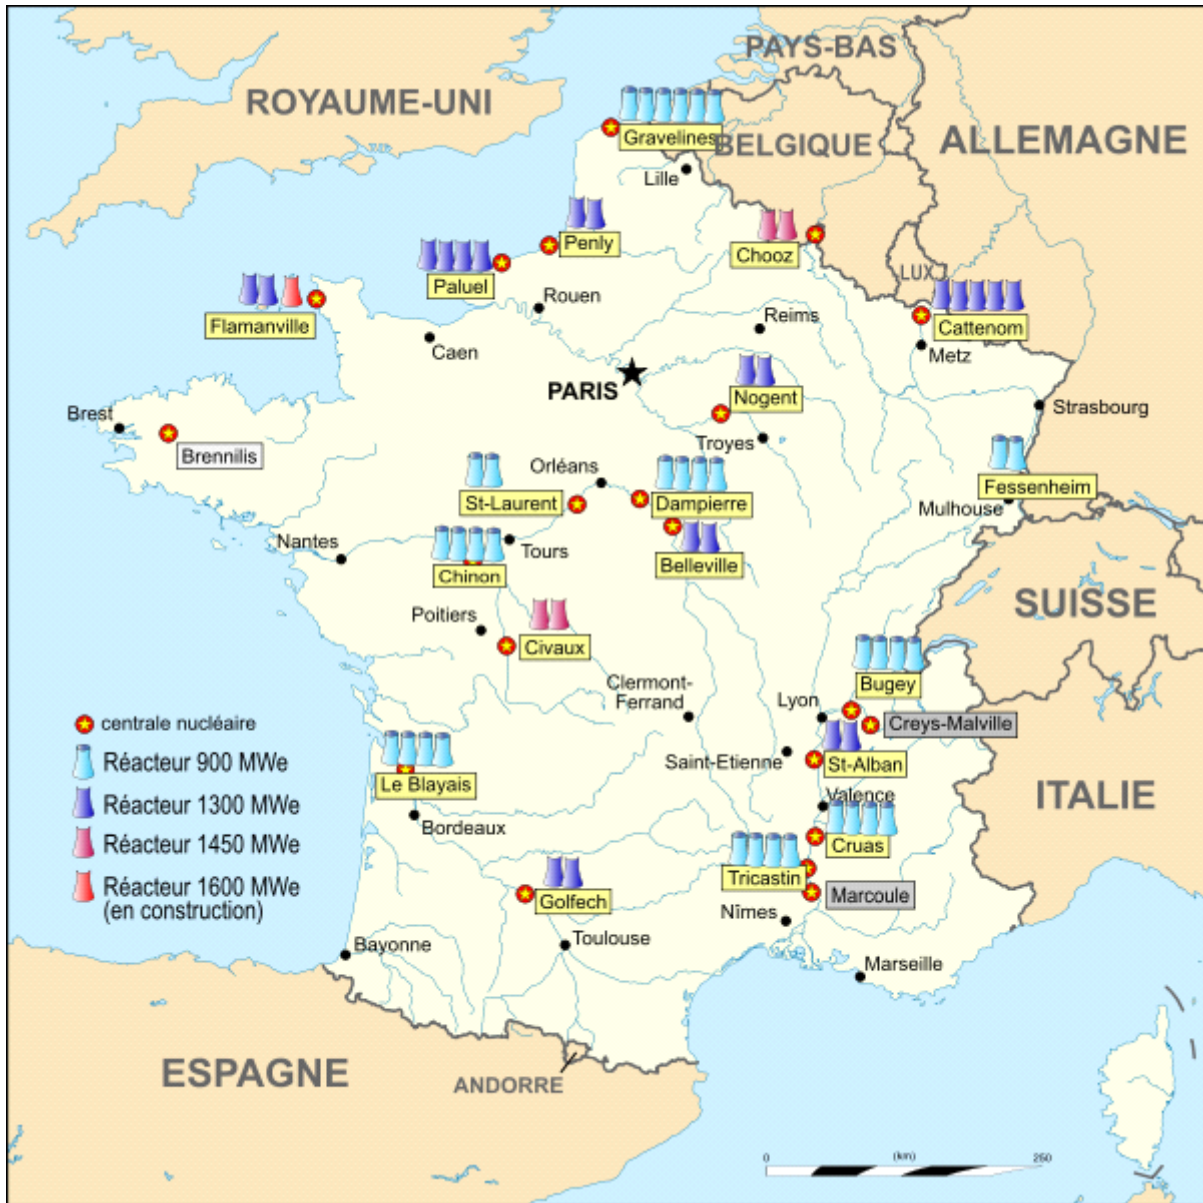 PAYS-BAS
ROYAUME-UNI
ALLEMAGNE
Gravelines
BELGIQUE
Lille
Penly
Chooz
Paluel
LUX
Rouen
Reims
Flamanville
Cattenom
Caen
Metz
PARIS
Nogent
Brest
Strasbourg
Troyes
Brennilis
Orléans
Fessenheim
St-Laurent
Dampierre
Mulhouse
Nantes
Tours
Belleville
Chinon
SUISSE
Poitiers
Civaux
Clermont-
Ferrand
Bugey
Lyon
Creys-Malville
centrale nucléaire
Réacteur 900 MWe
Saint-Etienne
St-Alban
Le Blayais
Valence
ITALIE
Réacteur 1300 MWe
Bordeaux
Réacteur 1450 MWe
Cruas
Tricastin
Réacteur 1600 MWe
(en construction)
Golfech
Marcoule
Nîmes
Bayonne
Toulouse
Marseille
ESPAGNE
ANDORRE
0
(km)
250